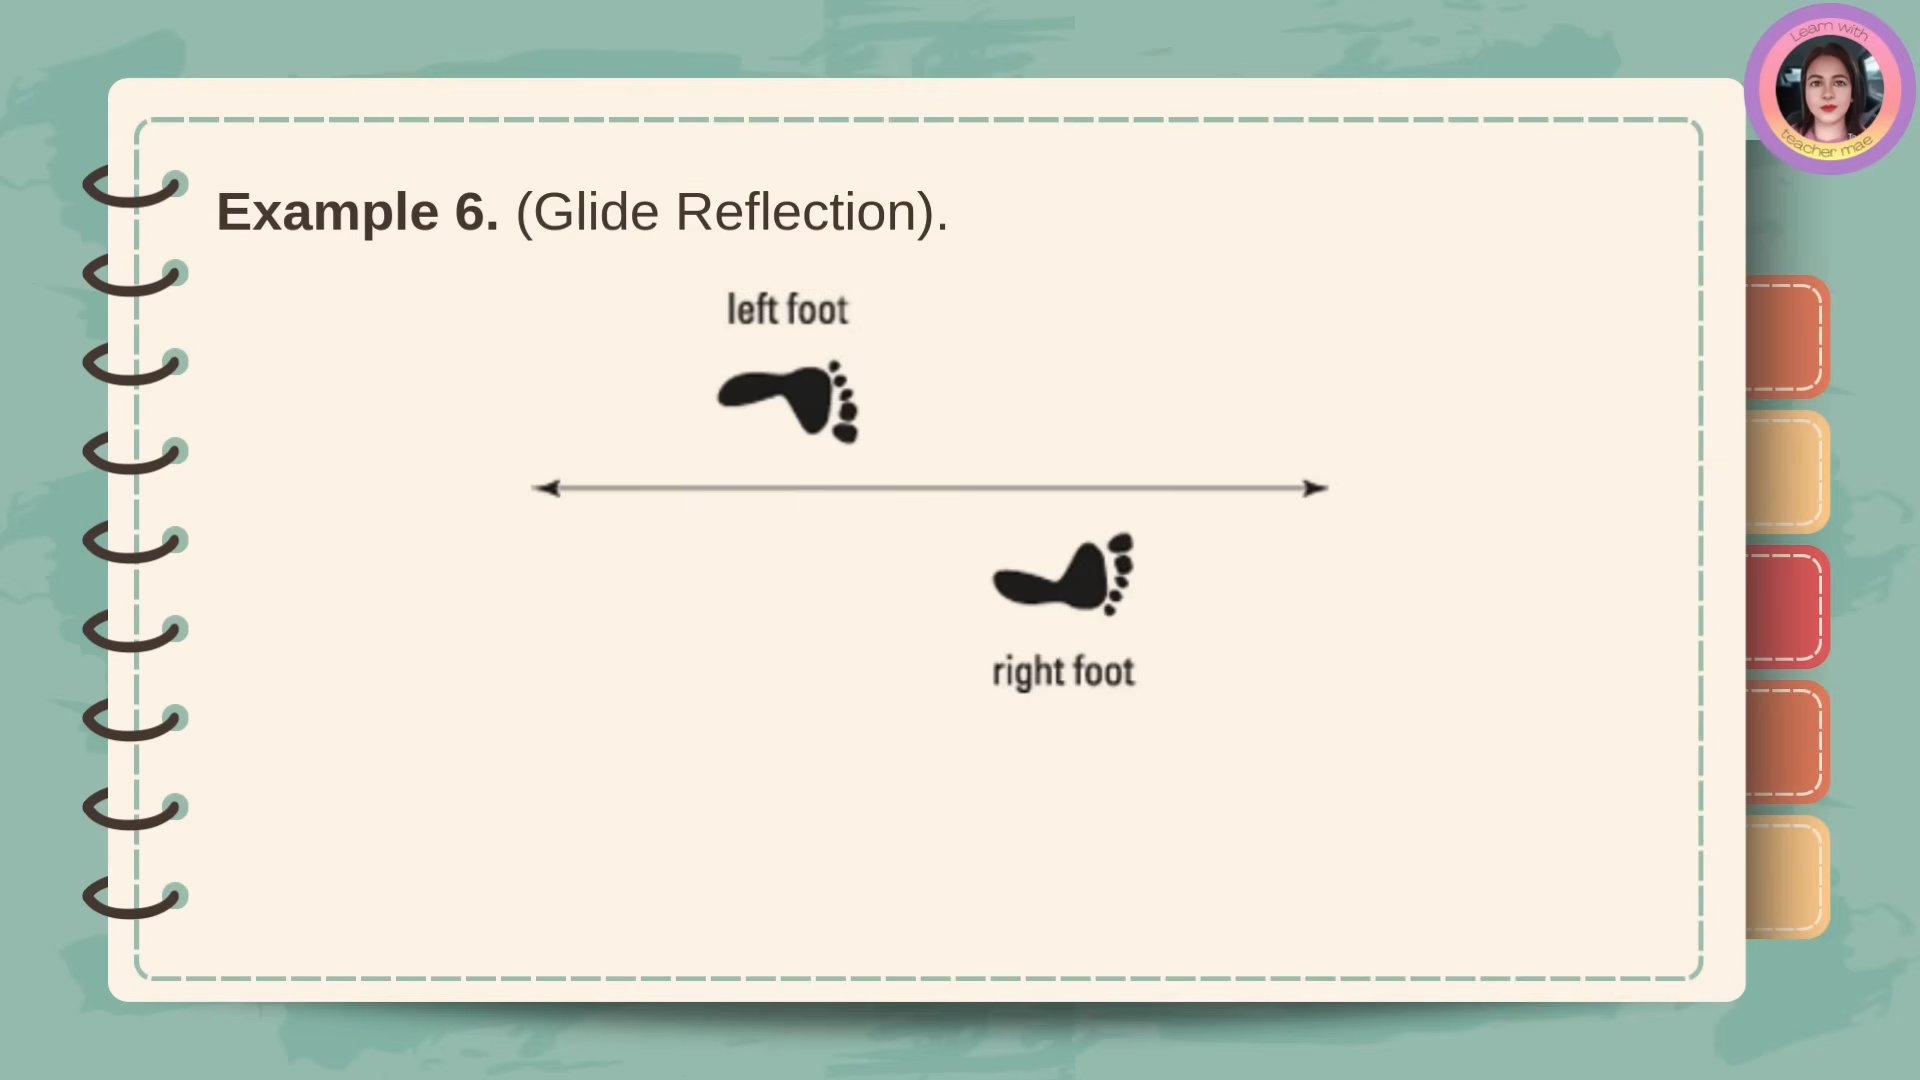 Learn with
teacher mae
Example 6. (Glide Reflection).
left foot
right foot